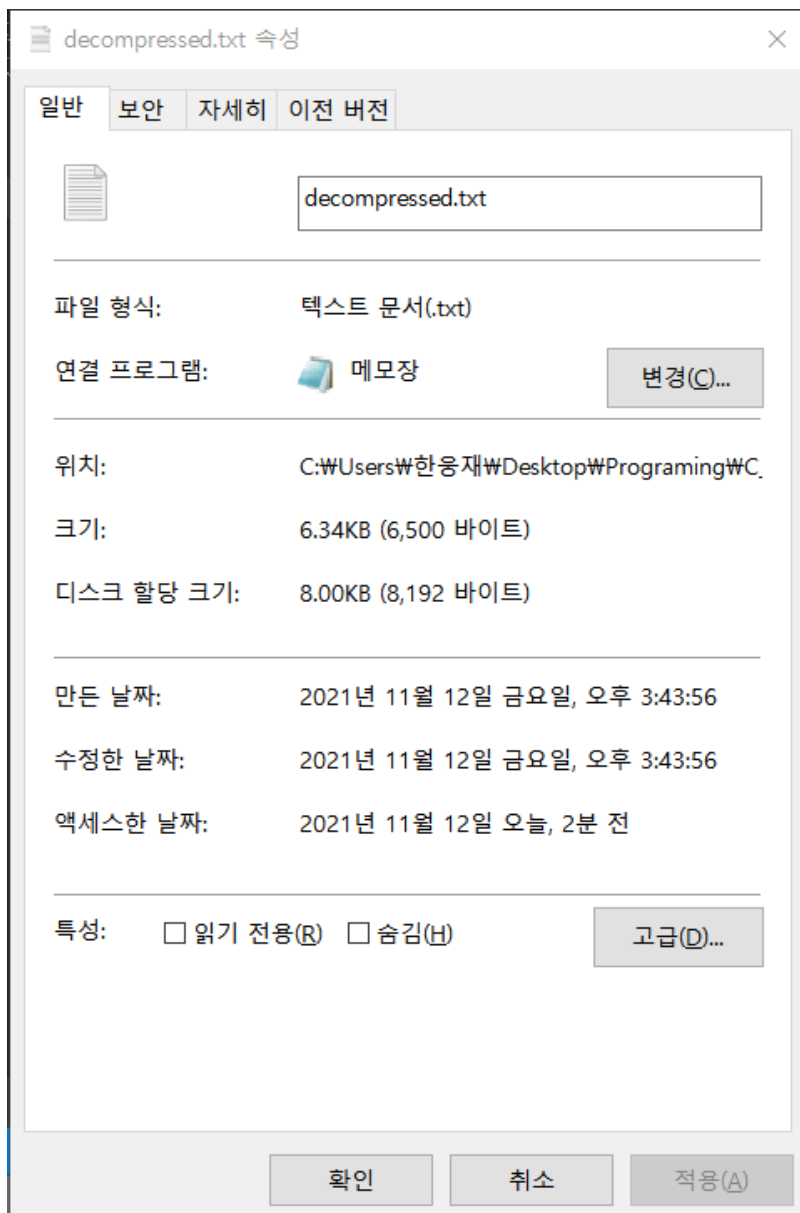 decompressed.txt 속성
일반 보안 자세히 이전 버전
decompressed.txt
파일 형식: 텍스트 문서(.txt)
연결 프로그램: 메모장 변경(C)...
위치: C:₩Users₩한웅재₩Desktop₩Programing₩C_
크기: 6.34KB (6,500 바이트)
디스크 할당 크기: 8.00KB (8,192 바이트)
만든 날짜: 2021년 11월 12일 금요일, 오후 3:43:56
수정한 날짜: 2021년 11월 12일 금요일, 오후 3:43:56
액세스한 날짜: 2021년 11월 12일 오늘, 2분 전
특성: 읽기 전용(R) 숨김(H) 고급(D)...
확인 취소 적용(A)